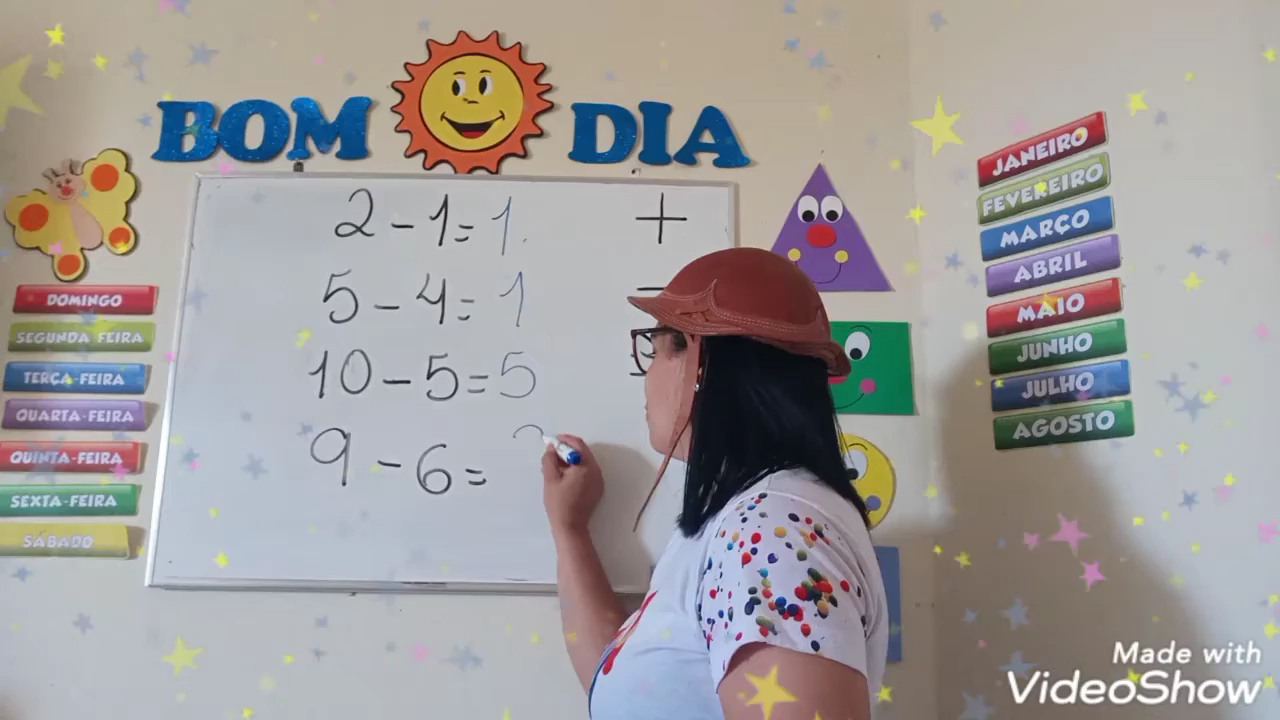 BOM DIA
2 - 1 = 1
5 - 4 = 1
10 - 5 = 5
9 - 6 =
+
-
DOMINGO
SEGUNDA FEIRA
TERÇA-FEIRA
QUARTA-FEIRA
QUINTA-FEIRA
SEXTA-FEIRA
SÁBADO
JANEIRO
FEVEREIRO
MARÇO
ABRIL
MAIO
JUNHO
JULHO
AGOSTO
Made with
VideoShow